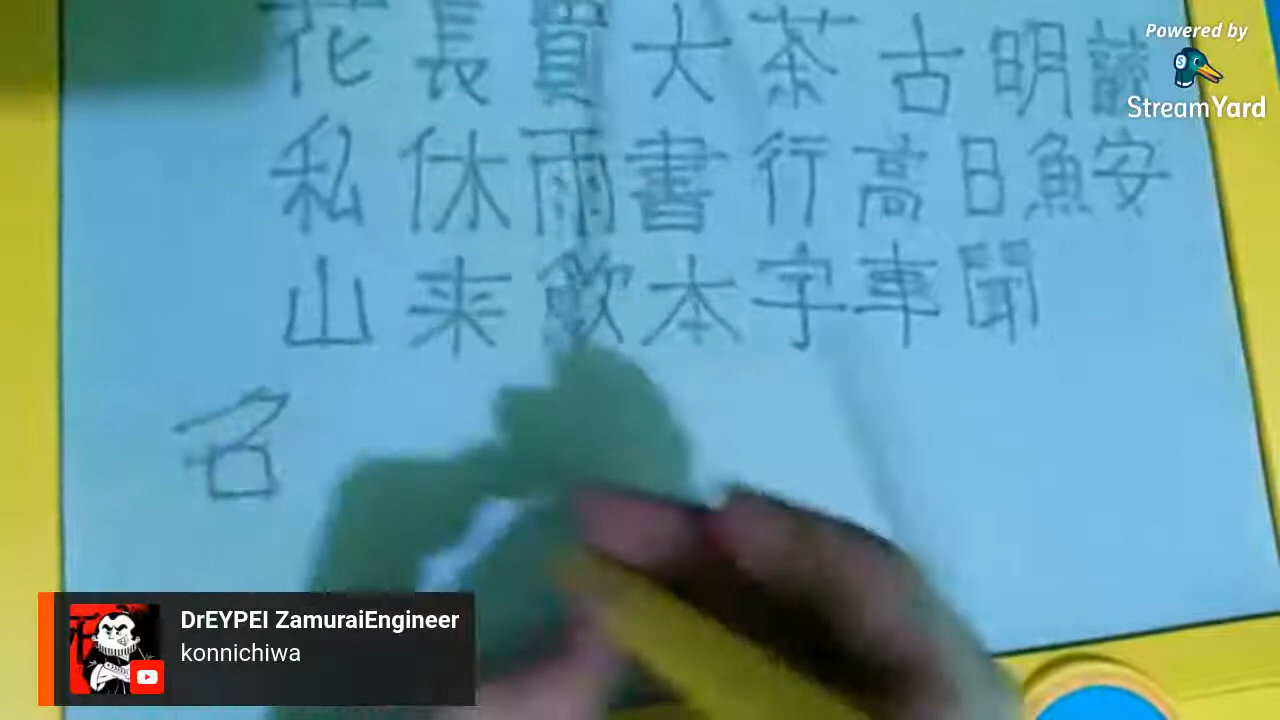 花 長 買 大 茶 古 明
私 休 雨 書 行 高 日 魚 安
山 来 飲 本 字 車 聞
名
Powered by
StreamYard
DrEYPEI ZamuraiEngineer
konnichiwa